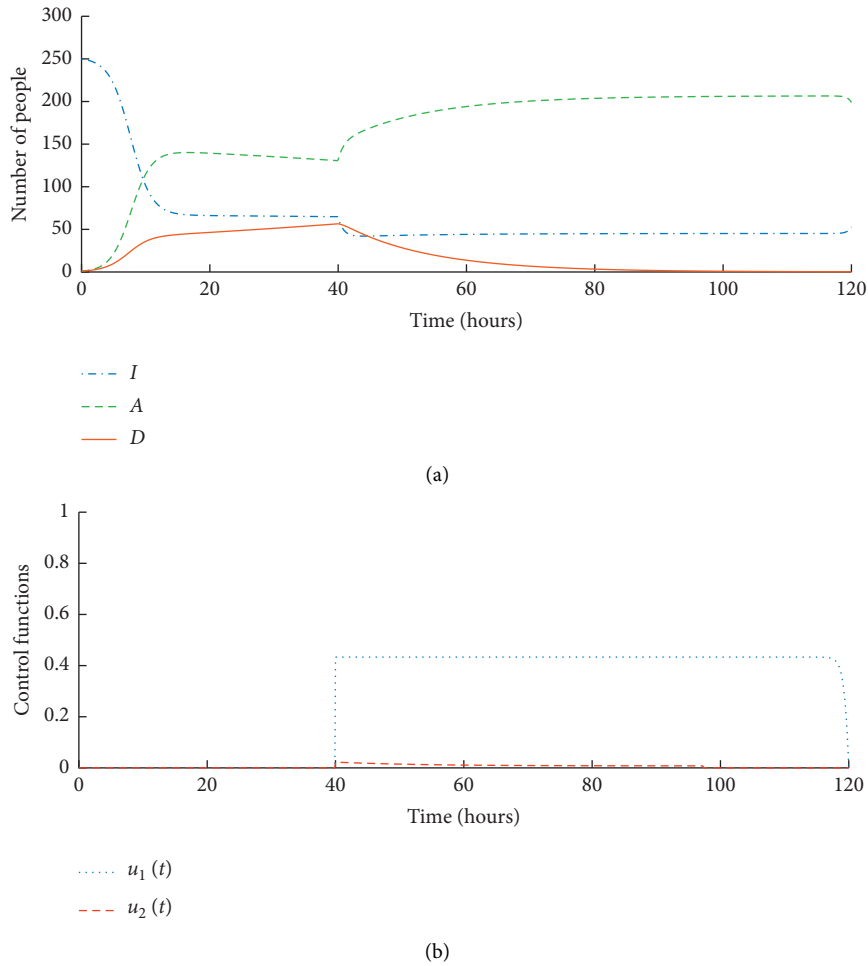 300
250
200
150
100
50
0
Number of people
0 20 40 60 80 100 120
Time (hours)
I
A
D
(a)
1
0.8
0.6
0.4
0.2
0
Control functions
0 20 40 60 80 100 120
Time (hours)
u1 (t)
u2 (t)
(b)